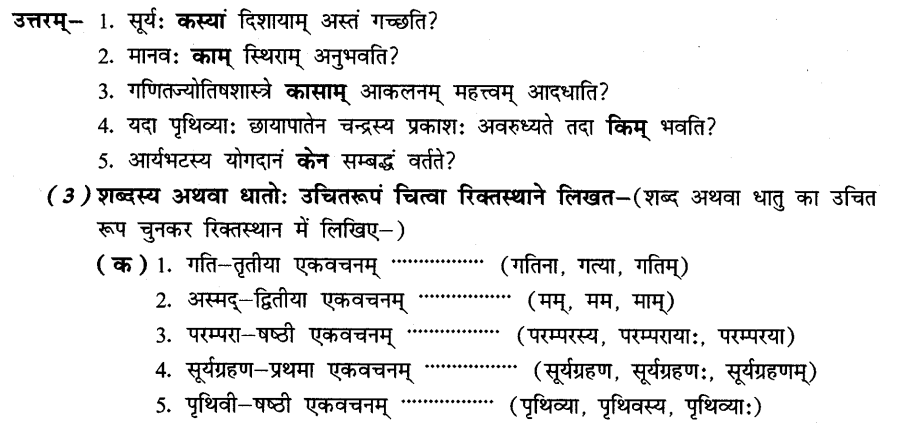 उत्तरम्– 1. सूर्यः कस्यां दिशायाम् अस्तं गच्छति?
2. मानवः काम् स्थिराम् अनुभवति?
3. गणितज्योतिषशास्त्रे कासाम् आकलनम् महत्त्वम् आदधाति?
4. यदा पृथिव्याः छायापातेन चन्द्रस्य प्रकाशः अवरुध्यते तदा किम् भवति?
5. आर्यभटस्य योगदानं केन सम्बद्धं वर्तते?
(3) शब्दस्य अथवा धातोः उचितरूपं चित्वा रिक्तस्थाने लिखत–(शब्द अथवा धातु का उचित
रूप चुनकर रिक्तस्थान में लिखिए–)
(क) 1. गति–तृतीया एकवचनम् ················ (गतिना, गत्या, गतिम्)
2. अस्मद्–द्वितीया एकवचनम् ················ (मम्, मम, माम्)
3. परम्परा–षष्ठी एकवचनम् ················ (परम्परस्य, परम्परायाः, परम्परया)
4. सूर्यग्रहण–प्रथमा एकवचनम् ················ (सूर्यग्रहण, सूर्यग्रहणः, सूर्यग्रहणम्)
5. पृथिवी–षष्ठी एकवचनम् ················ (पृथिव्या, पृथिवस्य, पृथिव्याः)